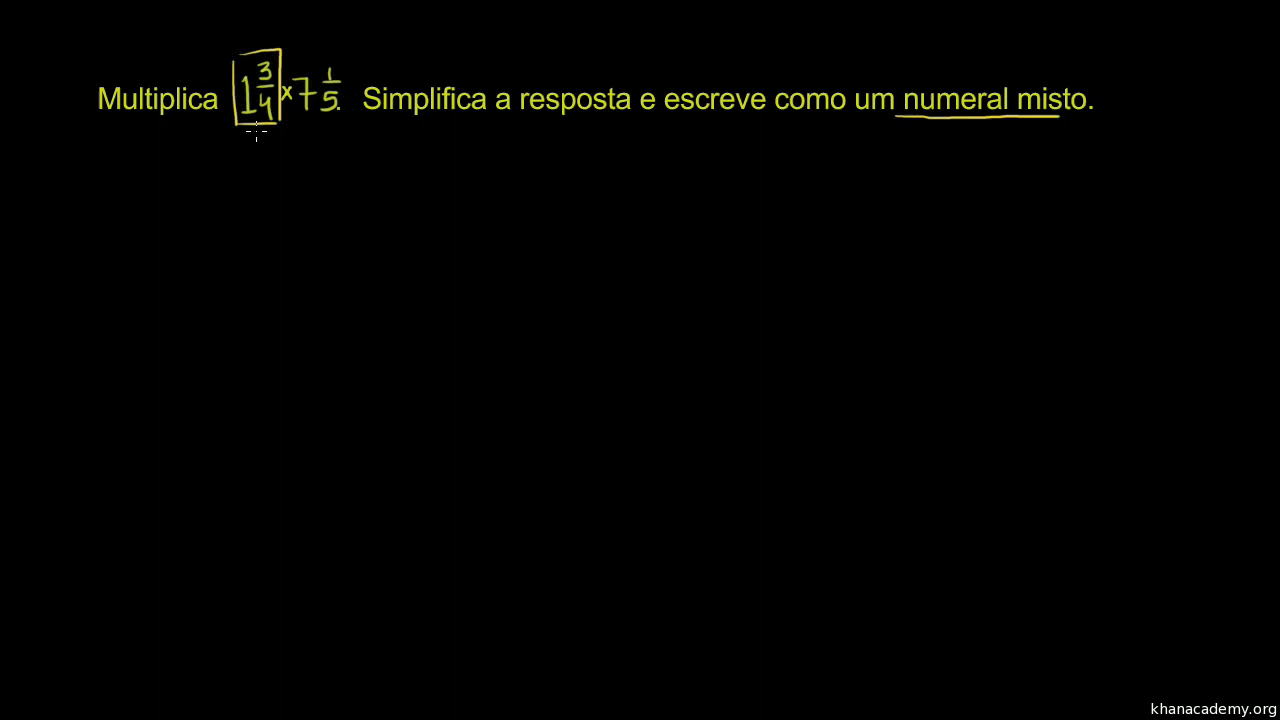 Multiplica 1 3/4 × 7 1/5. Simplifica a resposta e escreve como um numeral misto.
khanacademy.org